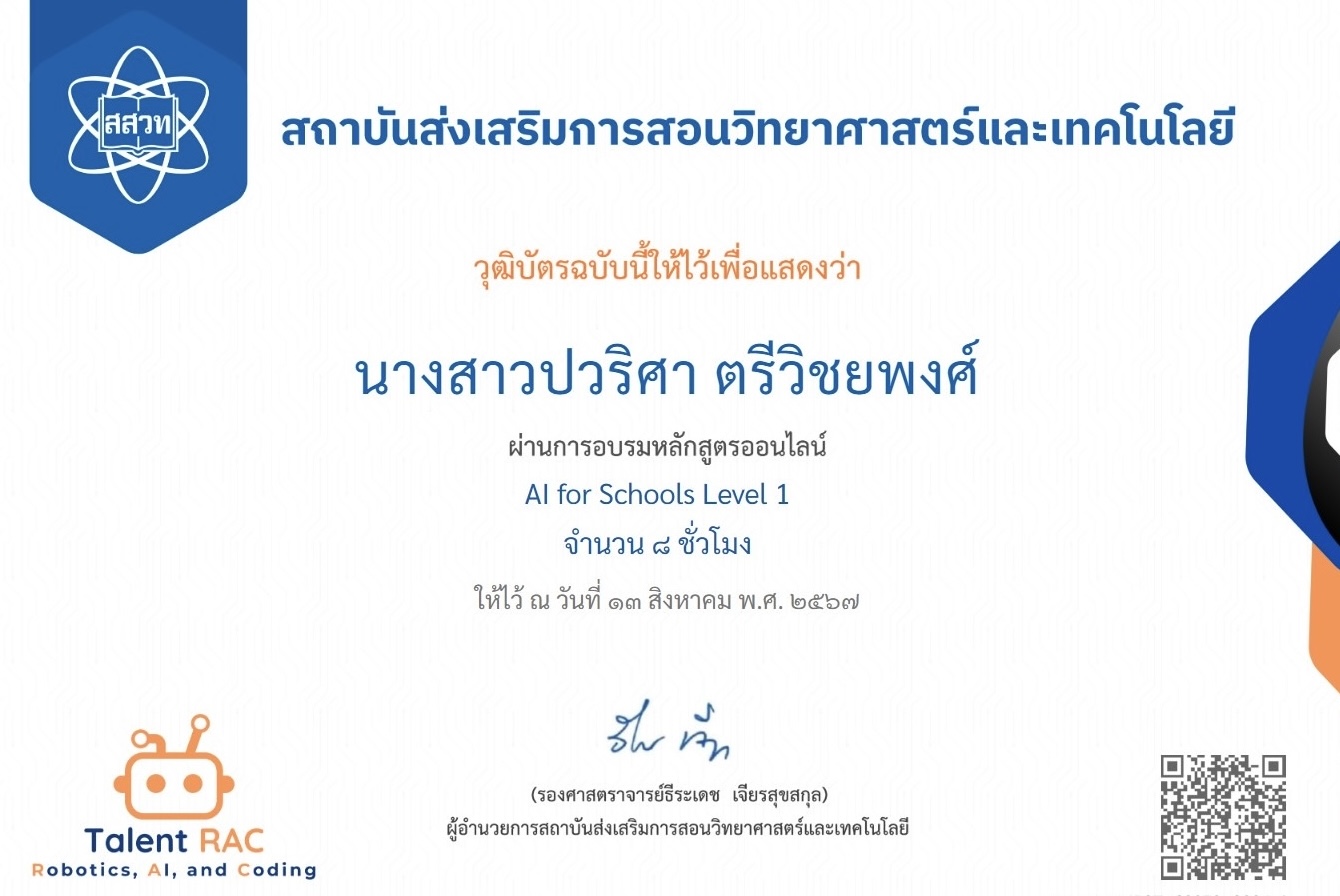 สสวท
สถาบันส่งเสริมการสอนวิทยาศาสตร์และเทคโนโลยี
วุฒิบัตรฉบับนี้ให้ไว้เพื่อแสดงว่า
นางสาวปวริศา ตรีวิชยพงศ์
ผ่านการอบรมหลักสูตรออนไลน์
AI for Schools Level 1
จำนวน ๘ ชั่วโมง
ให้ไว้ ณ วันที่ ๑๓ สิงหาคม พ.ศ. ๒๕๖๗
(รองศาสตราจารย์ธีระเดช เจียรสุขสกุล)
ผู้อำนวยการสถาบันส่งเสริมการสอนวิทยาศาสตร์และเทคโนโลยี
Talent RAC
Robotics, AI, and Coding